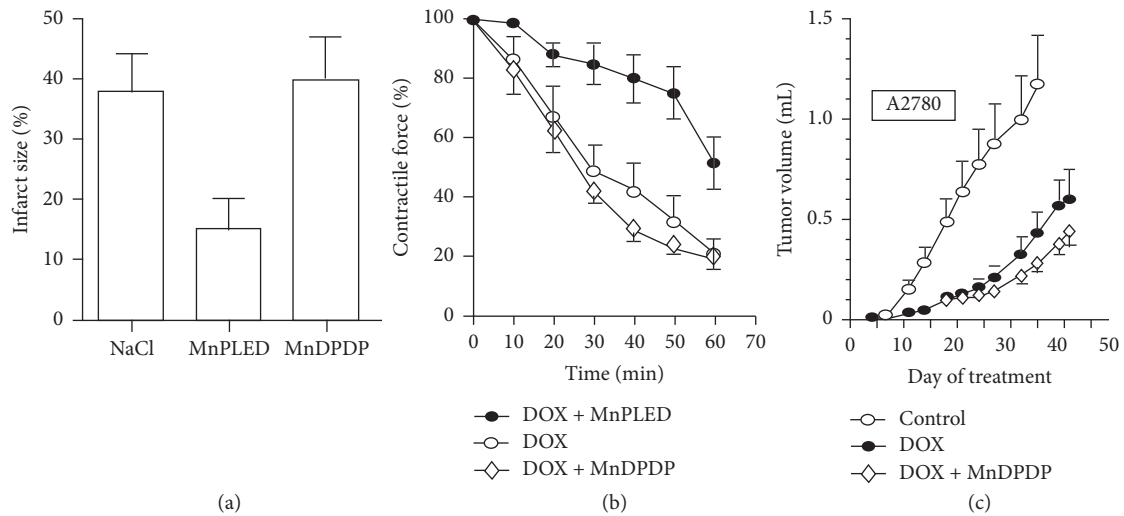 50
40
30
20
10
0
Infarct size (%)
NaCl
MnPLED
MnDPDP
(a)
100
80
60
40
20
0
Contractile force (%)
0 10 20 30 40 50 60 70
Time (min)
DOX + MnPLED
DOX
DOX + MnDPDP
(b)
1.5
1.0
0.5
0
Tumor volume (mL)
A2780
0 10 20 30 40 50
Day of treatment
Control
DOX
DOX + MnDPDP
(c)